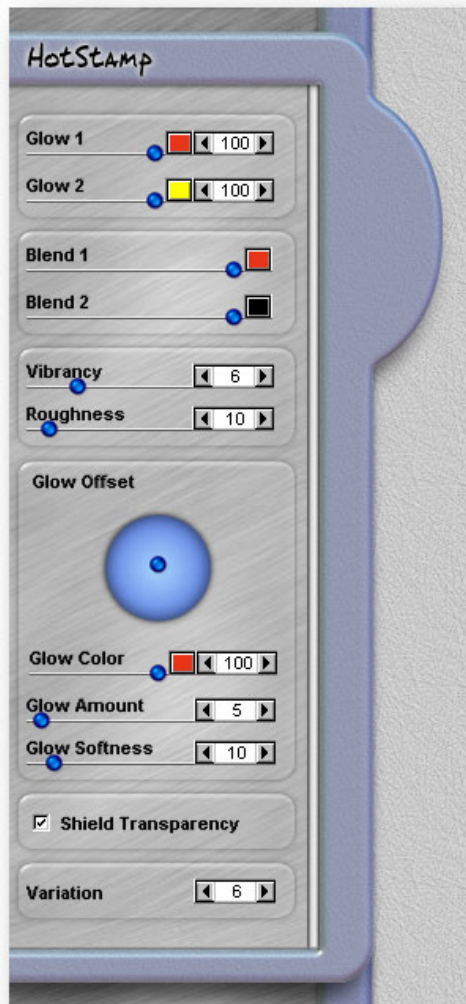 HotStamp
Glow 1 100
Glow 2 100
Blend 1
Blend 2
Vibrancy 6
Roughness 10
Glow Offset
Glow Color 100
Glow Amount 5
Glow Softness 10
Shield Transparency
Variation 6